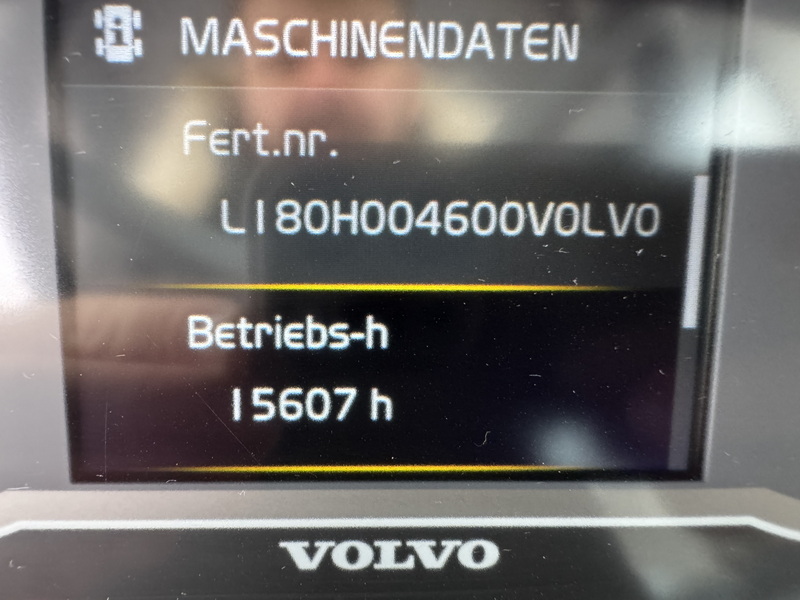 MASCHINENDATEN
Fert.nr.
L180H004600VOLVO
Betriebs-h
15607 h
VOLVO